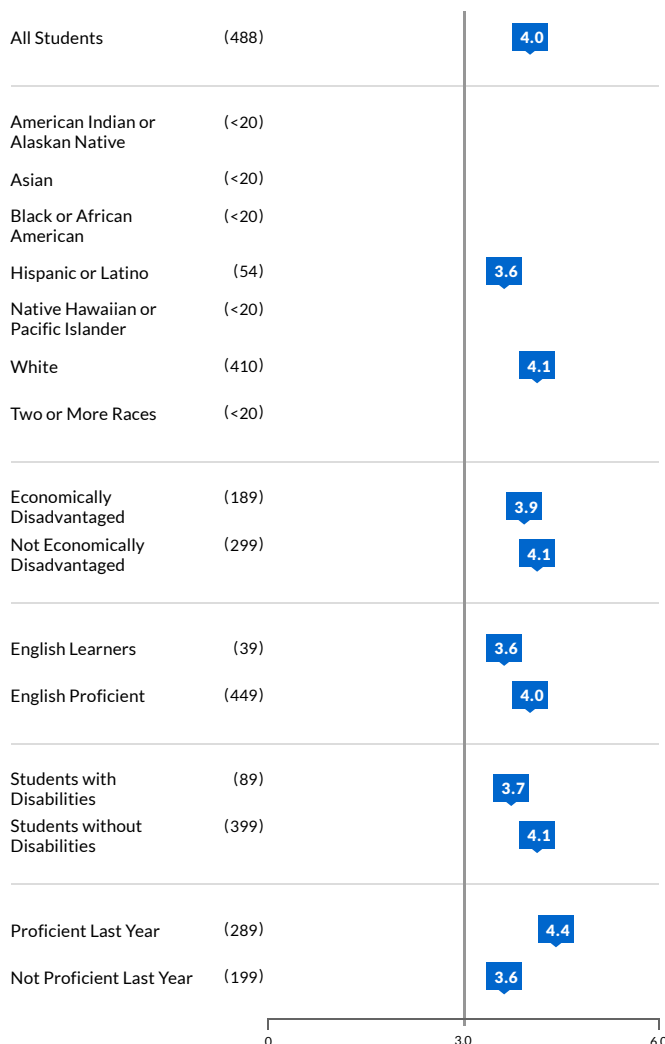 All Students (488) 4.0
American Indian or (<20)
Alaskan Native
Asian (<20)
Black or African (<20)
American
Hispanic or Latino (54) 3.6
Native Hawaiian or (<20)
Pacific Islander
White (410) 4.1
Two or More Races (<20)
Economically (189) 3.9
Disadvantaged
Not Economically (299) 4.1
Disadvantaged
English Learners (39) 3.6
English Proficient (449) 4.0
Students with (89) 3.7
Disabilities
Students without (399) 4.1
Disabilities
Proficient Last Year (289) 4.4
Not Proficient Last Year (199) 3.6
0 3.0 6.0